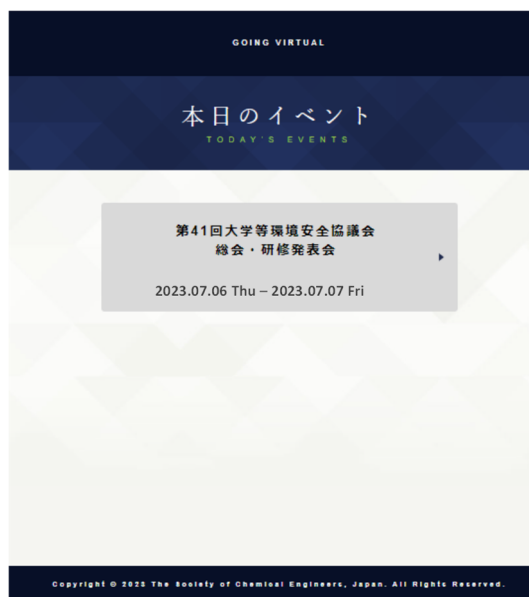 GOING VIRTUAL
本日のイベント
TODAY'S EVENTS
第41回大学等環境安全協議会
総会・研修発表会
2023.07.06 Thu – 2023.07.07 Fri
Copyright © 2023 The Society of Chemical Engineers, Japan. All Rights Reserved.